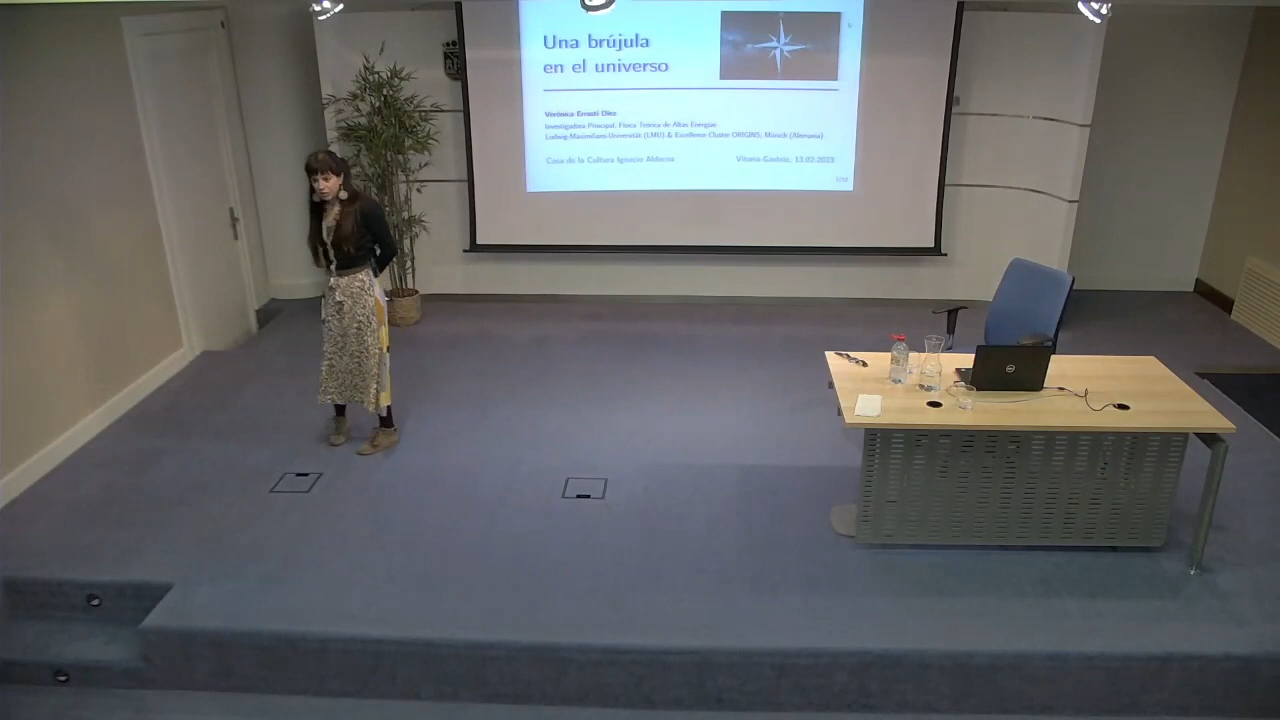 Una brújula
en el universo
Verónica Errasti Díez
Investigadora Principal, Física Teórica de Altas Energías
Ludwig-Maximilians-Universität (LMU) & Excellence Cluster ORIGINS, Múnich (Alemania)
Casa de la Cultura Ignacio Aldecoa
Vitoria-Gasteiz, 13.02.2023
DELL